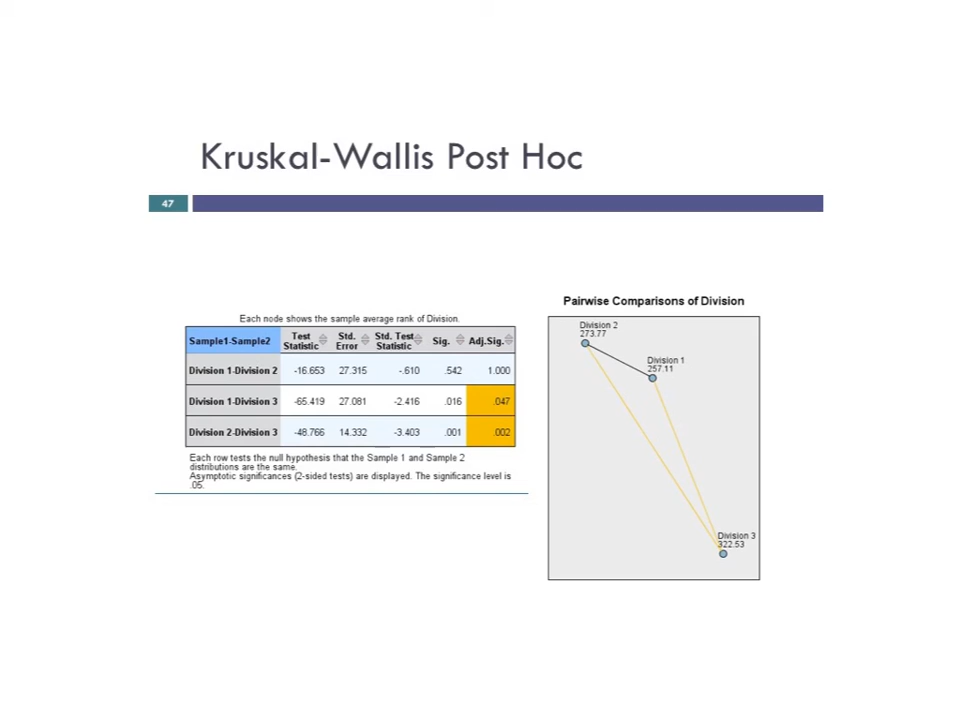 Kruskal-Wallis Post Hoc
47
Each node shows the sample average rank of Division.
Sample1-Sample2 Test Statistic Std. Error Std. Test Statistic Sig. Adj.Sig.
Division 1-Division 2 -16.653 27.315 -.610 .542 1.000
Division 1-Division 3 -65.419 27.081 -2.416 .016 .047
Division 2-Division 3 -48.766 14.332 -3.403 .001 .002
Each row tests the null hypothesis that the Sample 1 and Sample 2
distributions are the same.
Asymptotic significances (2-sided tests) are displayed. The significance level is
.05.
Pairwise Comparisons of Division
Division 2
273.77
Division 1
257.11
Division 3
322.53